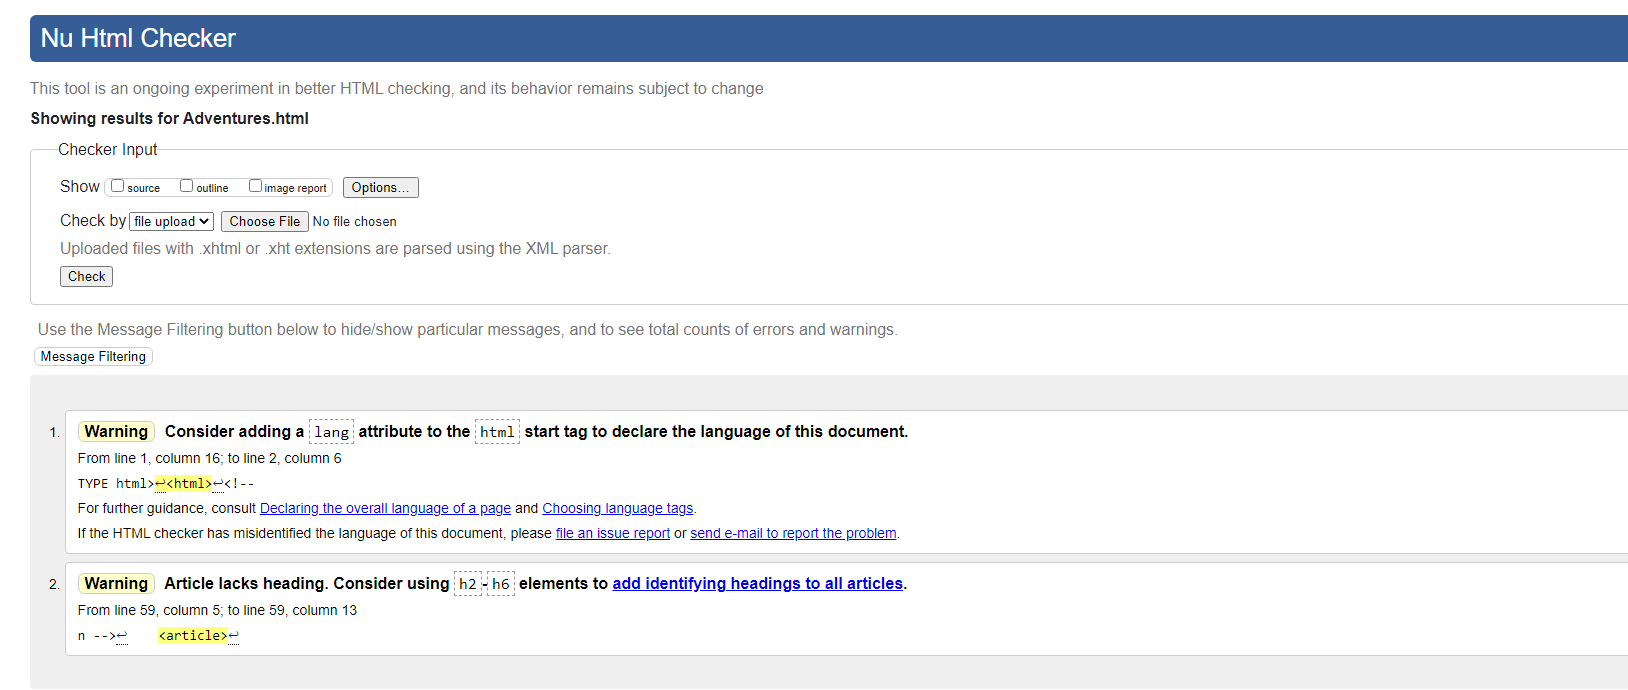 Nu Html Checker
This tool is an ongoing experiment in better HTML checking, and its behavior remains subject to change
Showing results for Adventures.html
Checker Input
Show source outline image report Options...
Check by file upload Choose File No file chosen
Uploaded files with .xhtml or .xht extensions are parsed using the XML parser.
Check
Use the Message Filtering button below to hide/show particular messages, and to see total counts of errors and warnings.
Message Filtering
1. Warning Consider adding a lang attribute to the html start tag to declare the language of this document.
From line 1, column 16; to line 2, column 6
TYPE html>↩<html>↩<!--
For further guidance, consult Declaring the overall language of a page and Choosing language tags.
If the HTML checker has misidentified the language of this document, please file an issue report or send e-mail to report the problem.
2. Warning Article lacks heading. Consider using h2-h6 elements to add identifying headings to all articles.
From line 59, column 5; to line 59, column 13
n -->↩ <article>↩